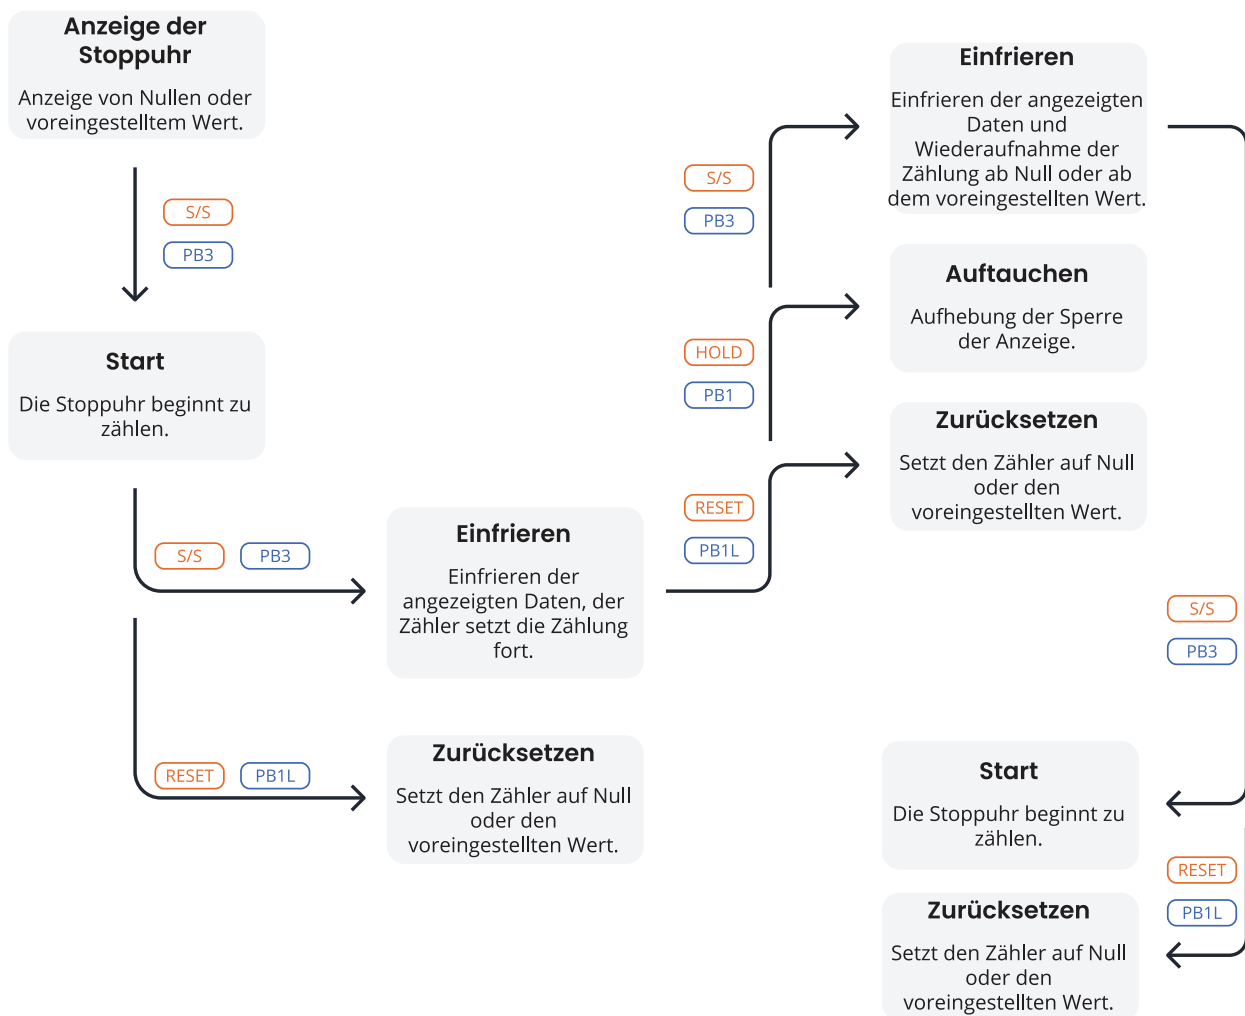 Anzeige der
Stoppuhr
Anzeige von Nullen oder
voreingestelltem Wert.
S/S
PB3
Start
Die Stoppuhr beginnt zu
zählen.
S/S PB3
Einfrieren
Einfrieren der
angezeigten Daten, der
Zähler setzt die Zählung
fort.
RESET PB1L
Zurücksetzen
Setzt den Zähler auf Null
oder den
voreingestellten Wert.
S/S
PB3
Einfrieren
Einfrieren der angezeigten
Daten und
Wiederaufnahme der
Zählung ab Null oder ab
dem voreingestellten Wert.
HOLD
PB1
Auftauchen
Aufhebung der Sperre
der Anzeige.
RESET
PB1L
Zurücksetzen
Setzt den Zähler auf Null
oder den
voreingestellten Wert.
S/S
PB3
Start
Die Stoppuhr beginnt zu
zählen.
RESET
PB1L
Zurücksetzen
Setzt den Zähler auf Null
oder den
voreingestellten Wert.